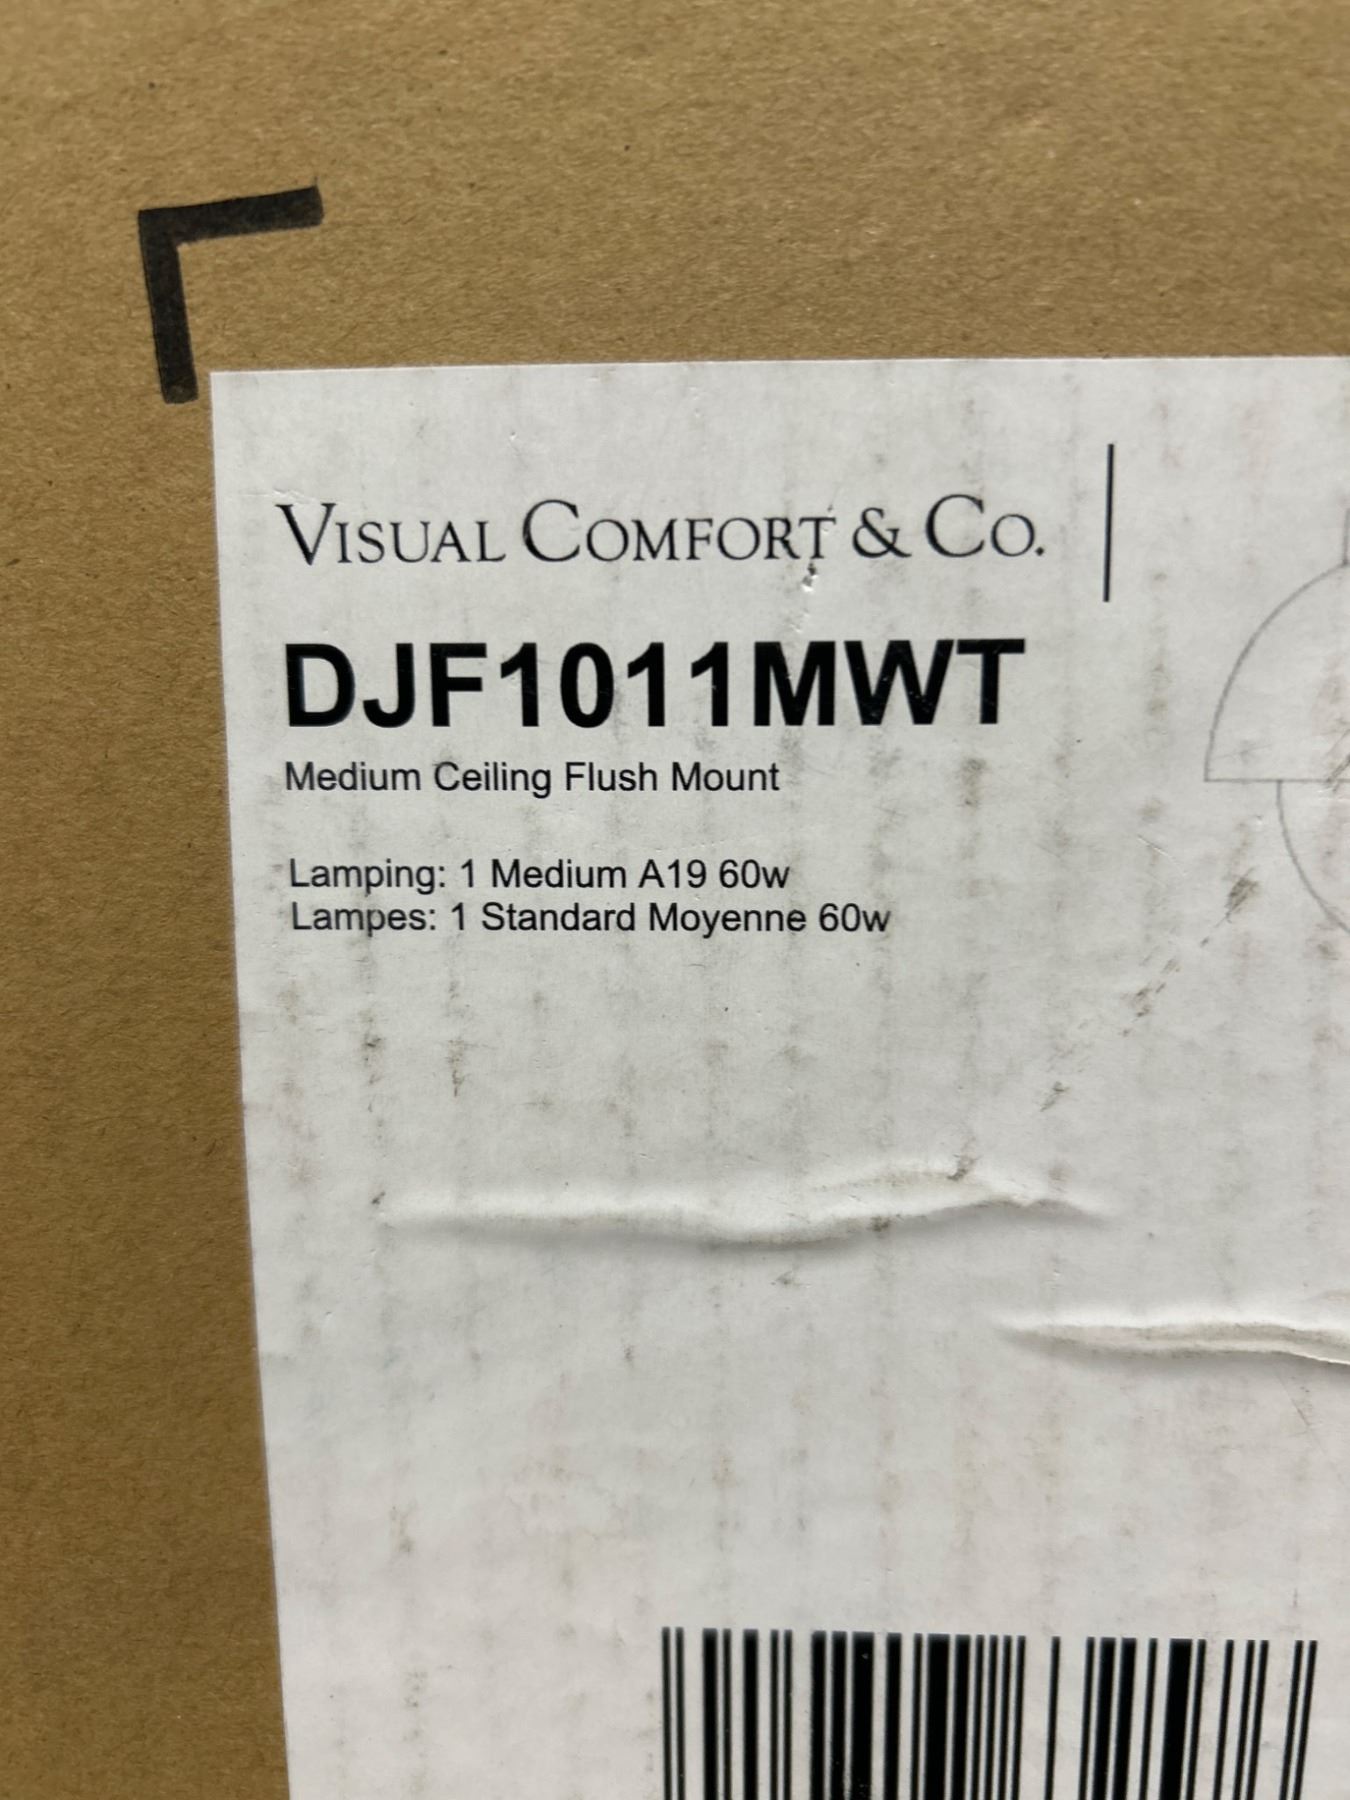 VISUAL COMFORT & CO.
DJF1011MWT
Medium Ceiling Flush Mount
Lamping: 1 Medium A19 60w
Lampes: 1 Standard Moyenne 60w